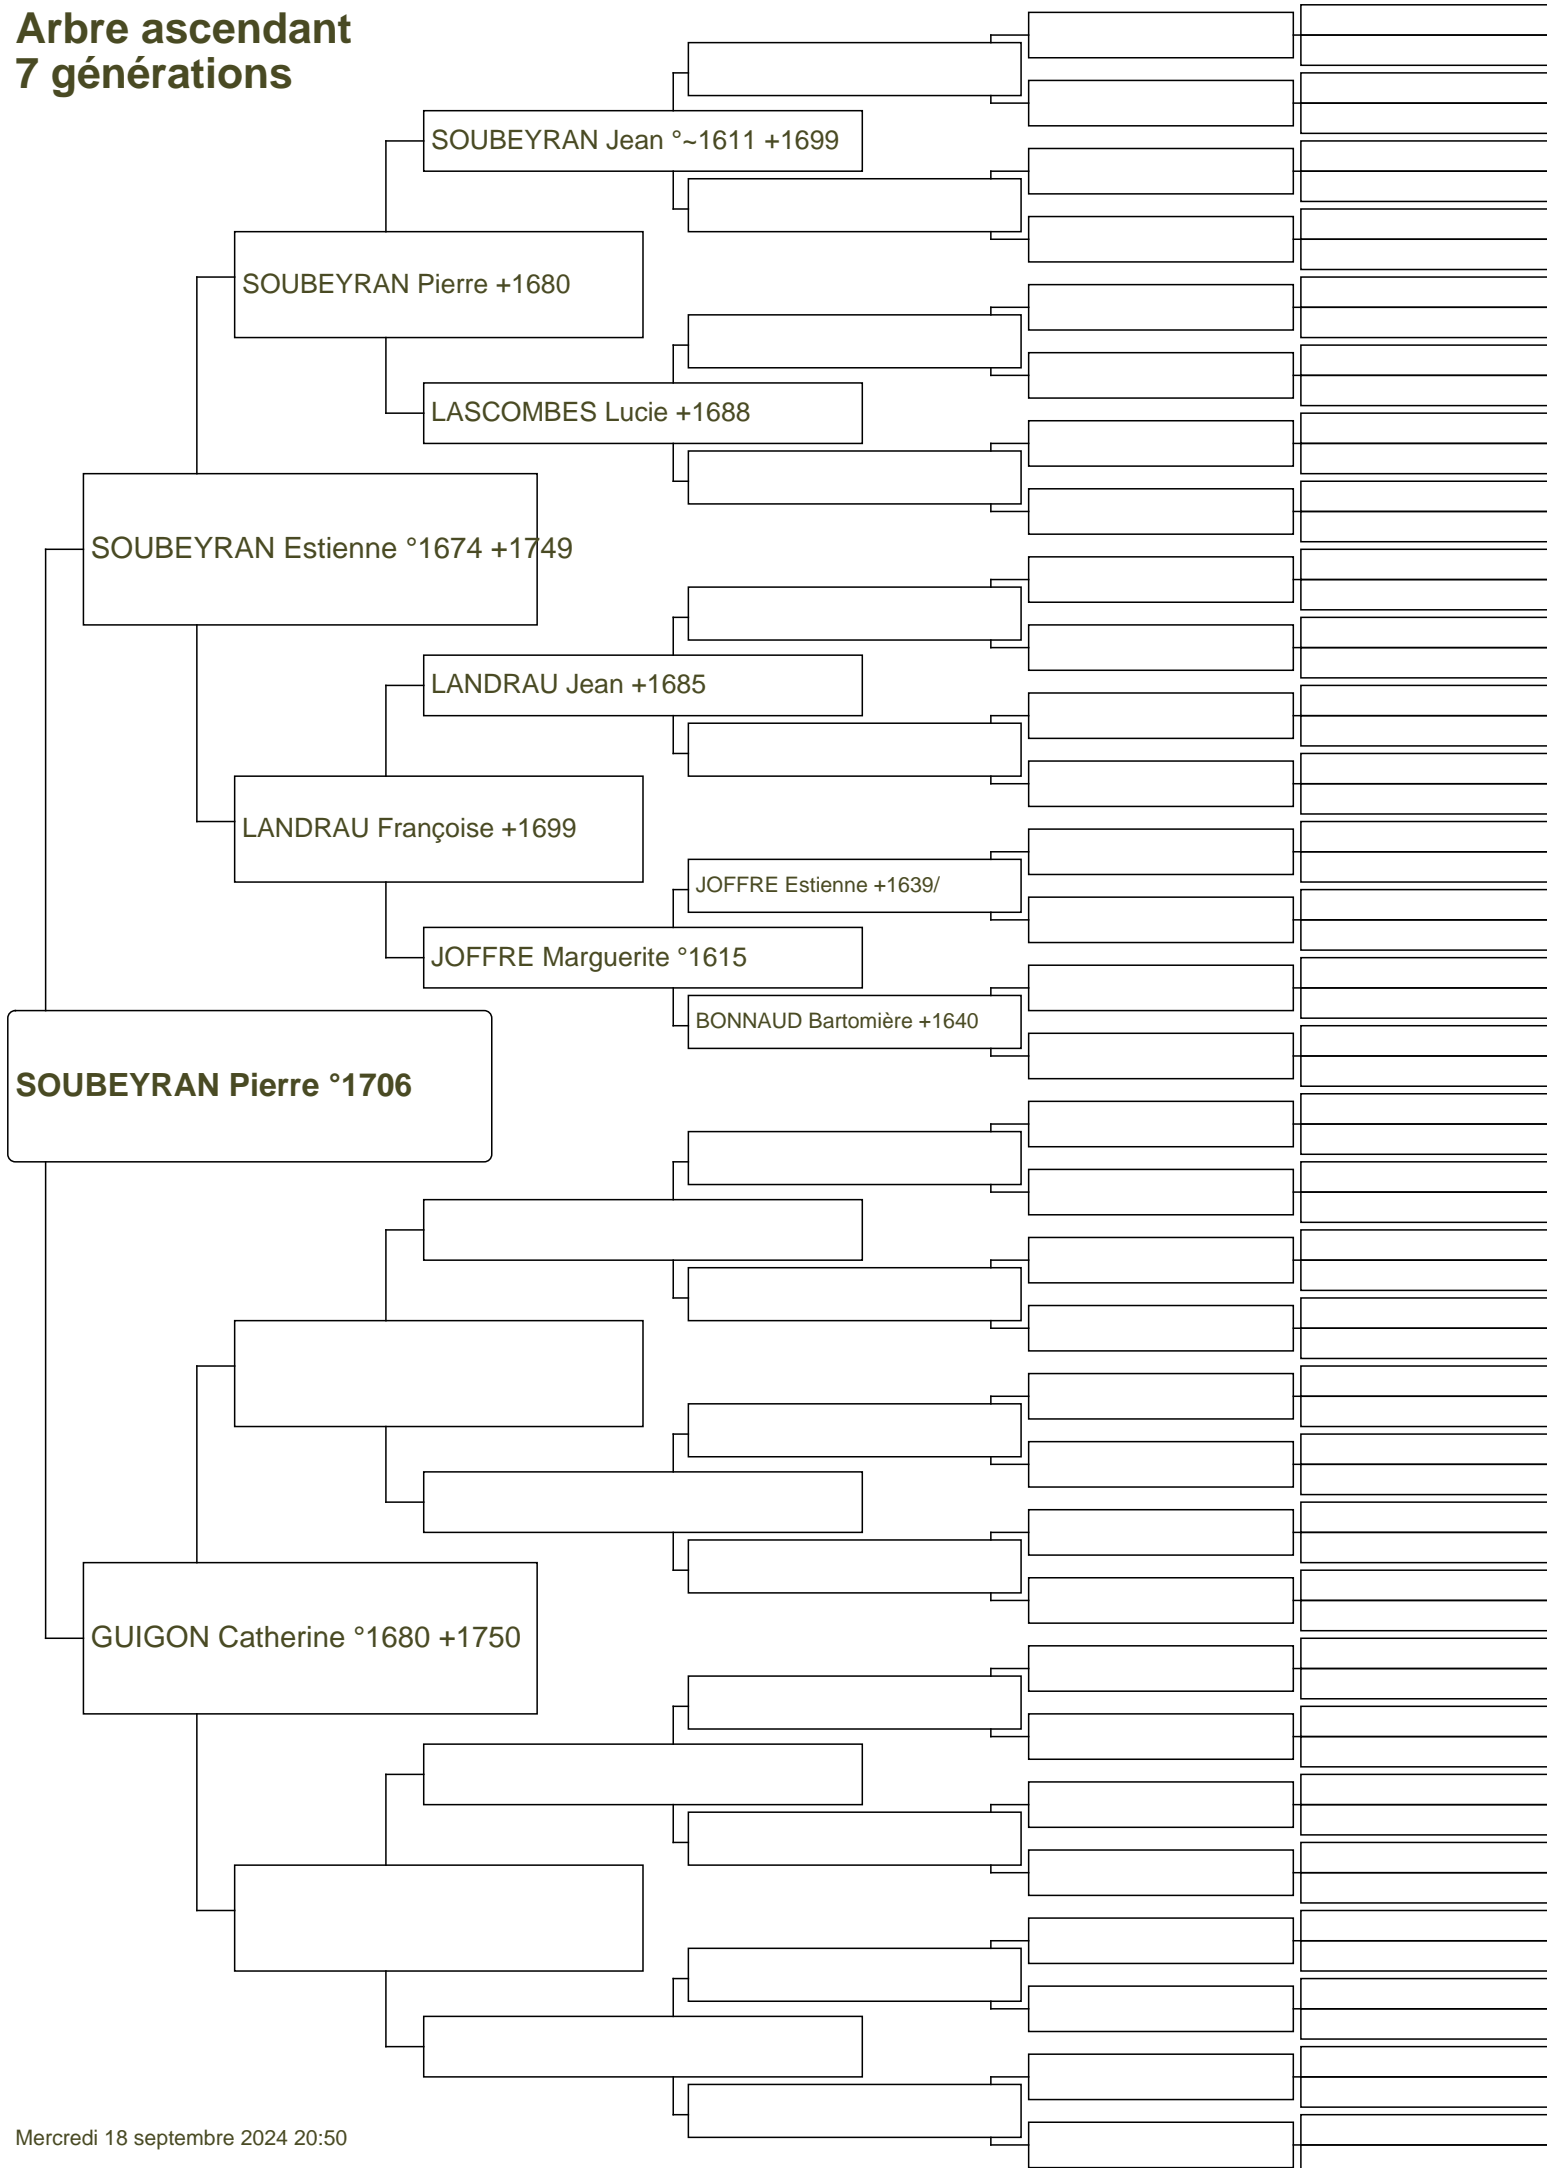 Arbre ascendant
7 générations
SOUBEYRAN Jean °~1611 +1699
SOUBEYRAN Pierre +1680
LASCOMBES Lucie +1688
SOUBEYRAN Estienne °1674 +1749
LANDRAU Jean +1685
LANDRAU Françoise +1699
JOFFRE Estienne +1639/
JOFFRE Marguerite °1615
BONNAUD Bartomière +1640
SOUBEYRAN Pierre °1706
GUIGON Catherine °1680 +1750
Mercredi 18 septembre 2024 20:50